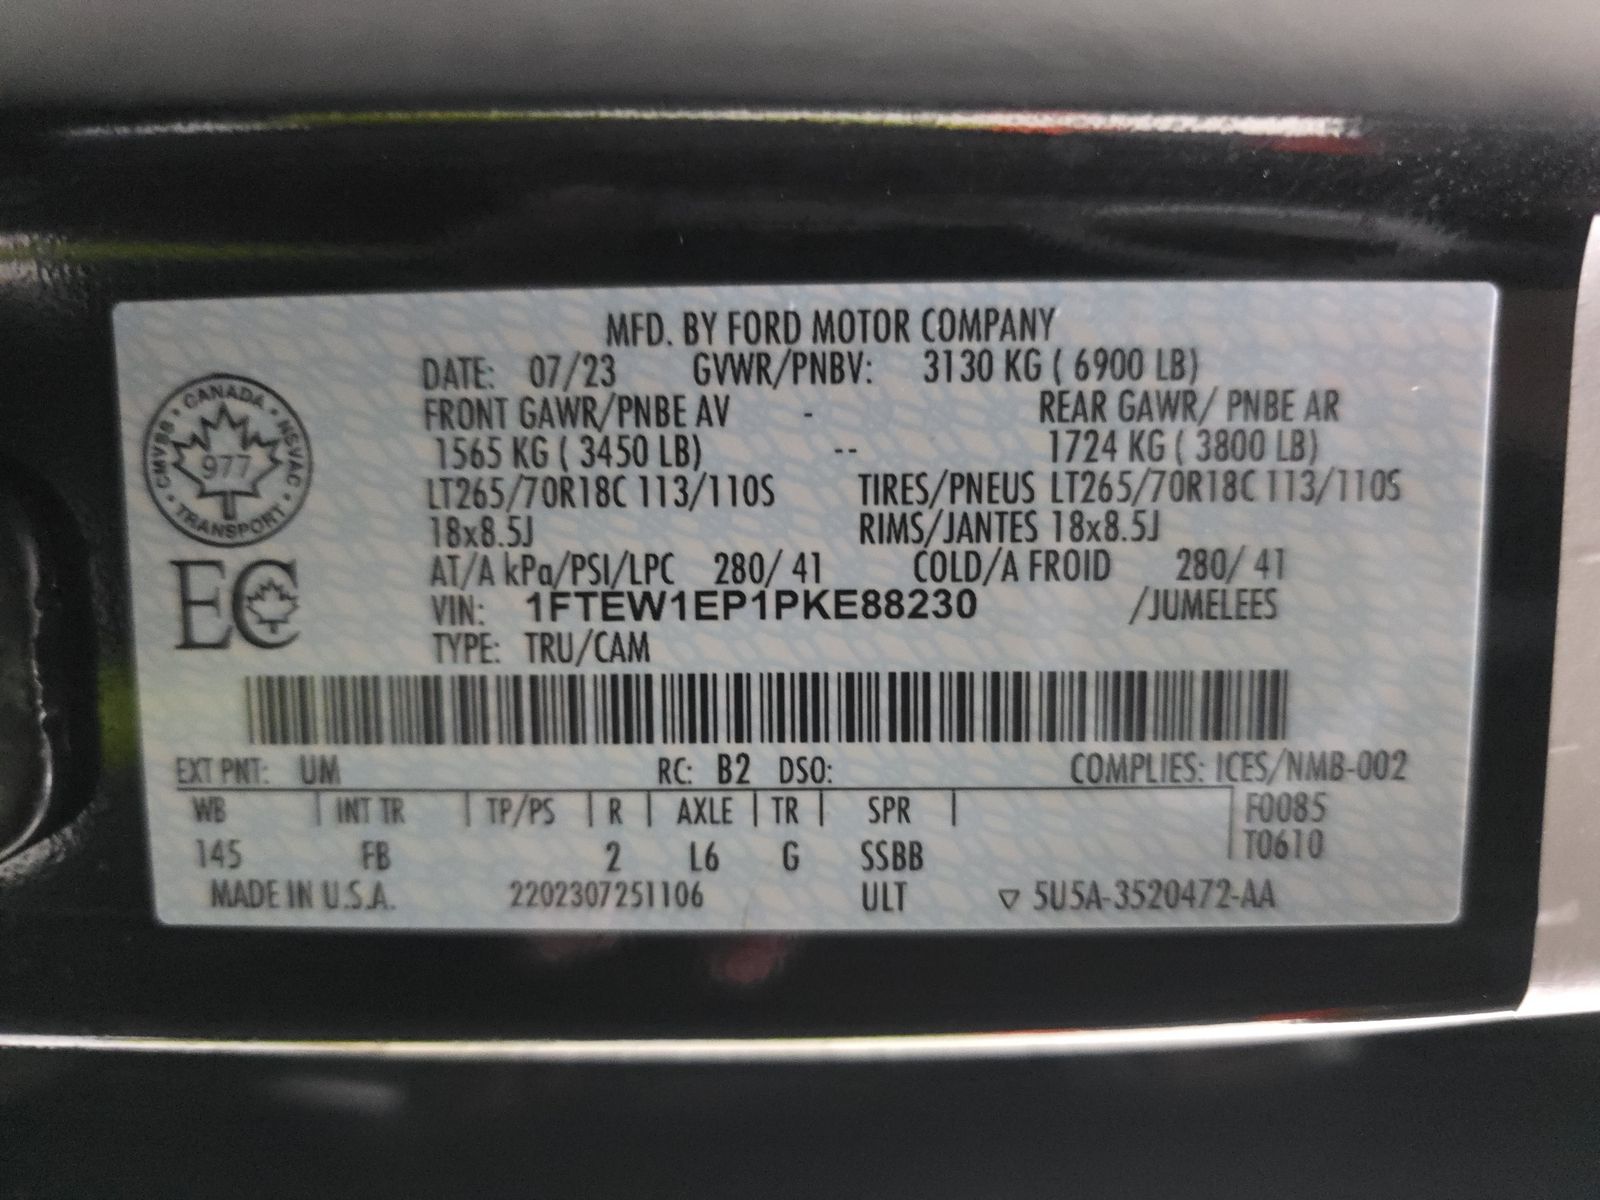 MFD. BY FORD MOTOR COMPANY
DATE: 07/23 GVWR/PNBV: 3130 KG ( 6900 LB)
FRONT GAWR/PNBE AV - REAR GAWR/ PNBE AR
1565 KG ( 3450 LB) -- 1724 KG ( 3800 LB)
LT265/70R18C 113/110S TIRES/PNEUS LT265/70R18C 113/110S
18x8.5J RIMS/JANTES 18x8.5J
AT/A kPa/PSI/LPC 280/ 41 COLD/A FROID 280/ 41
VIN: 1FTEW1EP1PKE88230 /JUMELEES
TYPE: TRU/CAM
CMVSS • CANADA • NSVAC • TRANSPORT •
977
EC
EXT PNT: UM RC: B2 DSO: COMPLIES: ICES/NMB-002
WB | INT TR | TP/PS | R | AXLE | TR | SPR | F0085
145 FB 2 L6 G SSBB | T0610
MADE IN U.S.A. 2202307251106 ULT ▽ 5U5A-3520472-AA